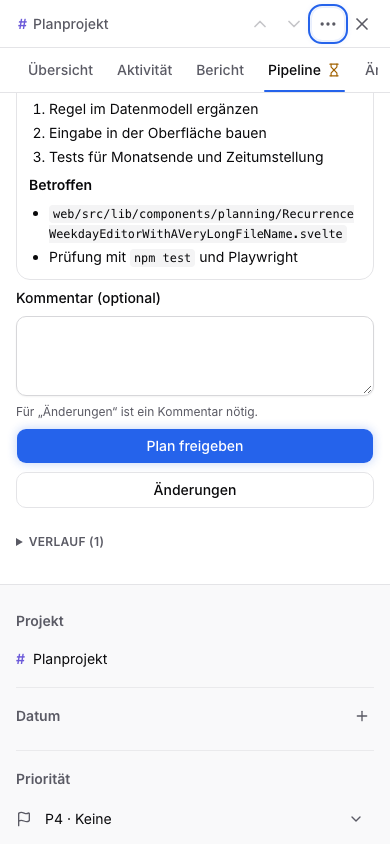 # Planprojekt
Übersicht Aktivität Bericht Pipeline
1. Regel im Datenmodell ergänzen
2. Eingabe in der Oberfläche bauen
3. Tests für Monatsende und Zeitumstellung
Betroffen
• web/src/lib/components/planning/Recurrence
WeekdayEditorWithAVeryLongFileName.svelte
• Prüfung mit npm test und Playwright
Kommentar (optional)
Für „Änderungen“ ist ein Kommentar nötig.
Plan freigeben
Änderungen
VERLAUF (1)
Projekt
# Planprojekt
Datum
Priorität
P4 · Keine